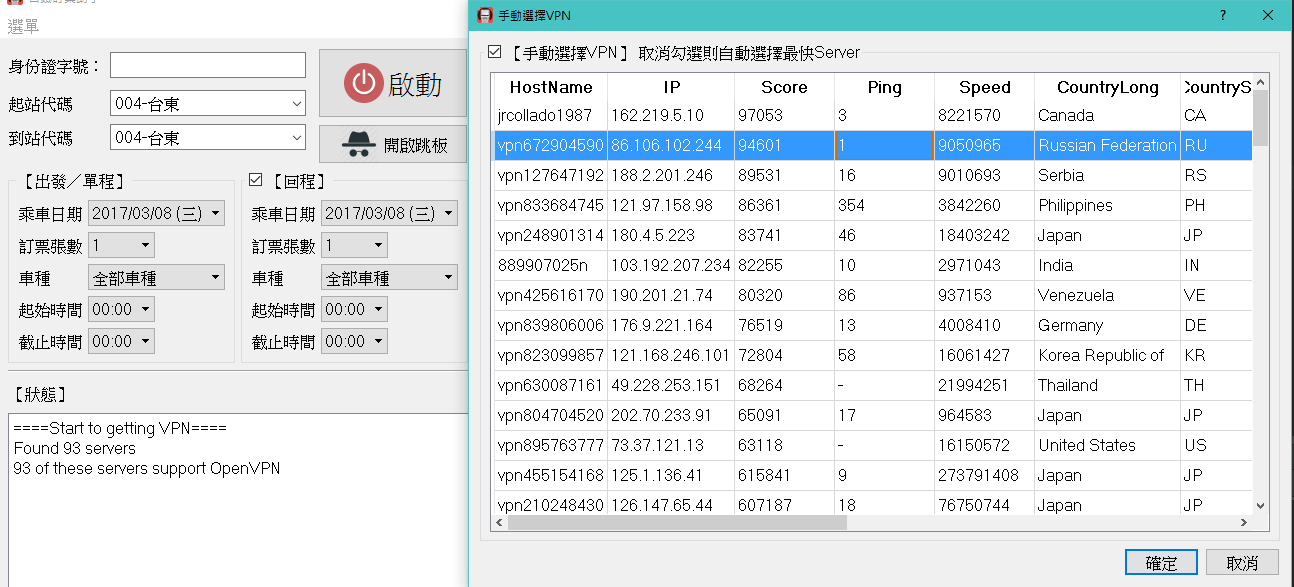 選單
身份證字號：
起站代碼 004-台東
到站代碼 004-台東
啟動
開啟跳板
【出發／單程】
乘車日期 2017/03/08 (三)
訂票張數 1
車種 全部車種
起始時間 00:00
截止時間 00:00
【回程】
乘車日期 2017/03/08 (三)
訂票張數 1
車種 全部車種
起始時間 00:00
截止時間 00:00
【狀態】
====Start to getting VPN====
Found 93 servers
93 of these servers support OpenVPN
手動選擇VPN
?
【手動選擇VPN】 取消勾選則自動選擇最快Server
HostName IP Score Ping Speed CountryLong CountryS
jrcollado1987 162.219.5.10 97053 3 8221570 Canada CA
vpn672904590 86.106.102.244 94601 1 9050965 Russian Federation RU
vpn127647192 188.2.201.246 89531 16 9010693 Serbia RS
vpn833684745 121.97.158.98 86361 354 3842260 Philippines PH
vpn248901314 180.4.5.223 83741 46 18403242 Japan JP
889907025n 103.192.207.234 82255 10 2971043 India IN
vpn425616170 190.201.21.74 80320 86 937153 Venezuela VE
vpn839806006 176.9.221.164 76519 13 4008410 Germany DE
vpn823099857 121.168.246.101 72804 58 16061427 Korea Republic of KR
vpn630087161 49.228.253.151 68264 - 21994251 Thailand TH
vpn804704520 202.70.233.91 65091 17 964583 Japan JP
vpn895763777 73.37.121.13 63118 - 16150572 United States US
vpn455154168 125.1.136.41 615841 9 273791408 Japan JP
vpn210248430 126.147.65.44 607187 18 76750744 Japan JP
確定
取消